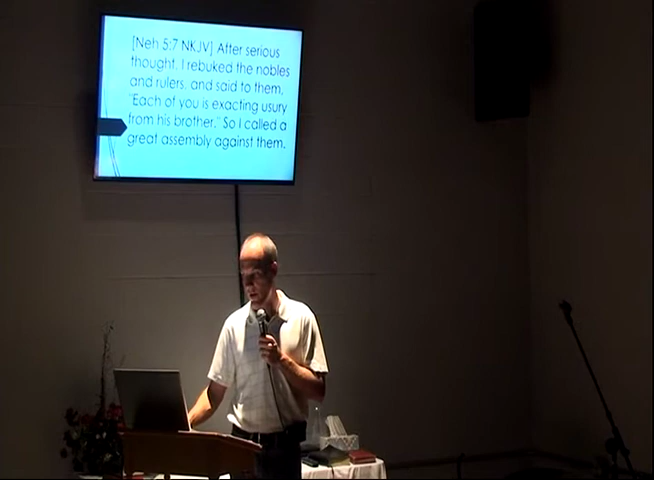 [Neh 5:7 NKJV] After serious
thought, I rebuked the nobles
and rulers, and said to them,
"Each of you is exacting usury
from his brother." So I called a
great assembly against them.